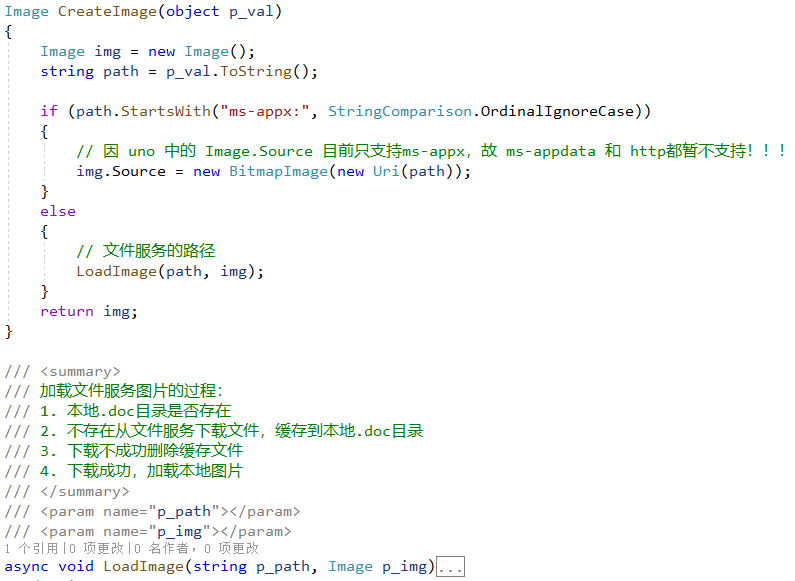 Image CreateImage(object p_val)
{
    Image img = new Image();
    string path = p_val.ToString();

    if (path.StartsWith("ms-appx:", StringComparison.OrdinalIgnoreCase))
    {
        // 因 uno 中的 Image.Source 目前只支持ms-appx，故 ms-appdata 和 http都暂不支持！！！
        img.Source = new BitmapImage(new Uri(path));
    }
    else
    {
        // 文件服务的路径
        LoadImage(path, img);
    }
    return img;
}

/// <summary>
/// 加载文件服务图片的过程：
/// 1. 本地.doc目录是否存在
/// 2. 不存在从文件服务下载文件，缓存到本地.doc目录
/// 3. 下载不成功删除缓存文件
/// 4. 下载成功，加载本地图片
/// </summary>
/// <param name="p_path"></param>
/// <param name="p_img"></param>
1 个引用|0 项更改|0 名作者，0 项更改
async void LoadImage(string p_path, Image p_img)...